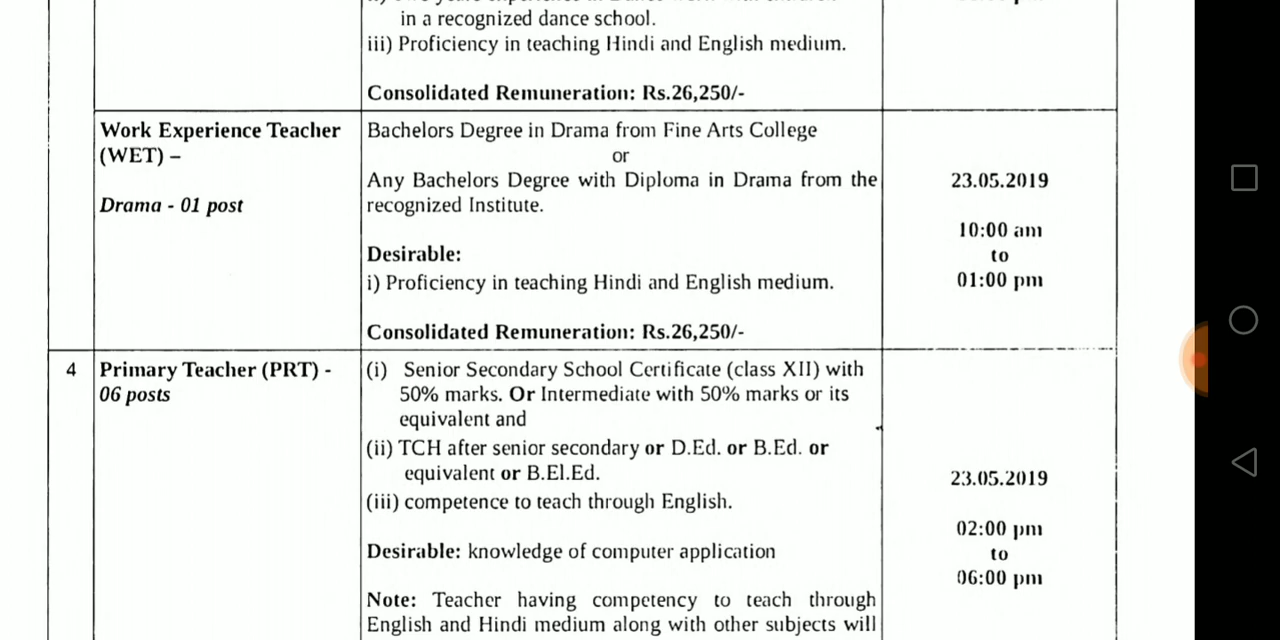 in a recognized dance school.
iii) Proficiency in teaching Hindi and English medium.
Consolidated Remuneration: Rs.26,250/-
Work Experience Teacher
(WET) –
Drama - 01 post
Bachelors Degree in Drama from Fine Arts College
or
Any Bachelors Degree with Diploma in Drama from the
recognized Institute.
Desirable:
i) Proficiency in teaching Hindi and English medium.
Consolidated Remuneration: Rs.26,250/-
23.05.2019
10:00 am
to
01:00 pm
4
Primary Teacher (PRT) -
06 posts
(i) Senior Secondary School Certificate (class XII) with
50% marks. Or Intermediate with 50% marks or its
equivalent and
(ii) TCH after senior secondary or D.Ed. or B.Ed. or
equivalent or B.El.Ed.
(iii) competence to teach through English.
Desirable: knowledge of computer application
Note: Teacher having competency to teach through
English and Hindi medium along with other subjects will
23.05.2019
02:00 pm
to
06:00 pm